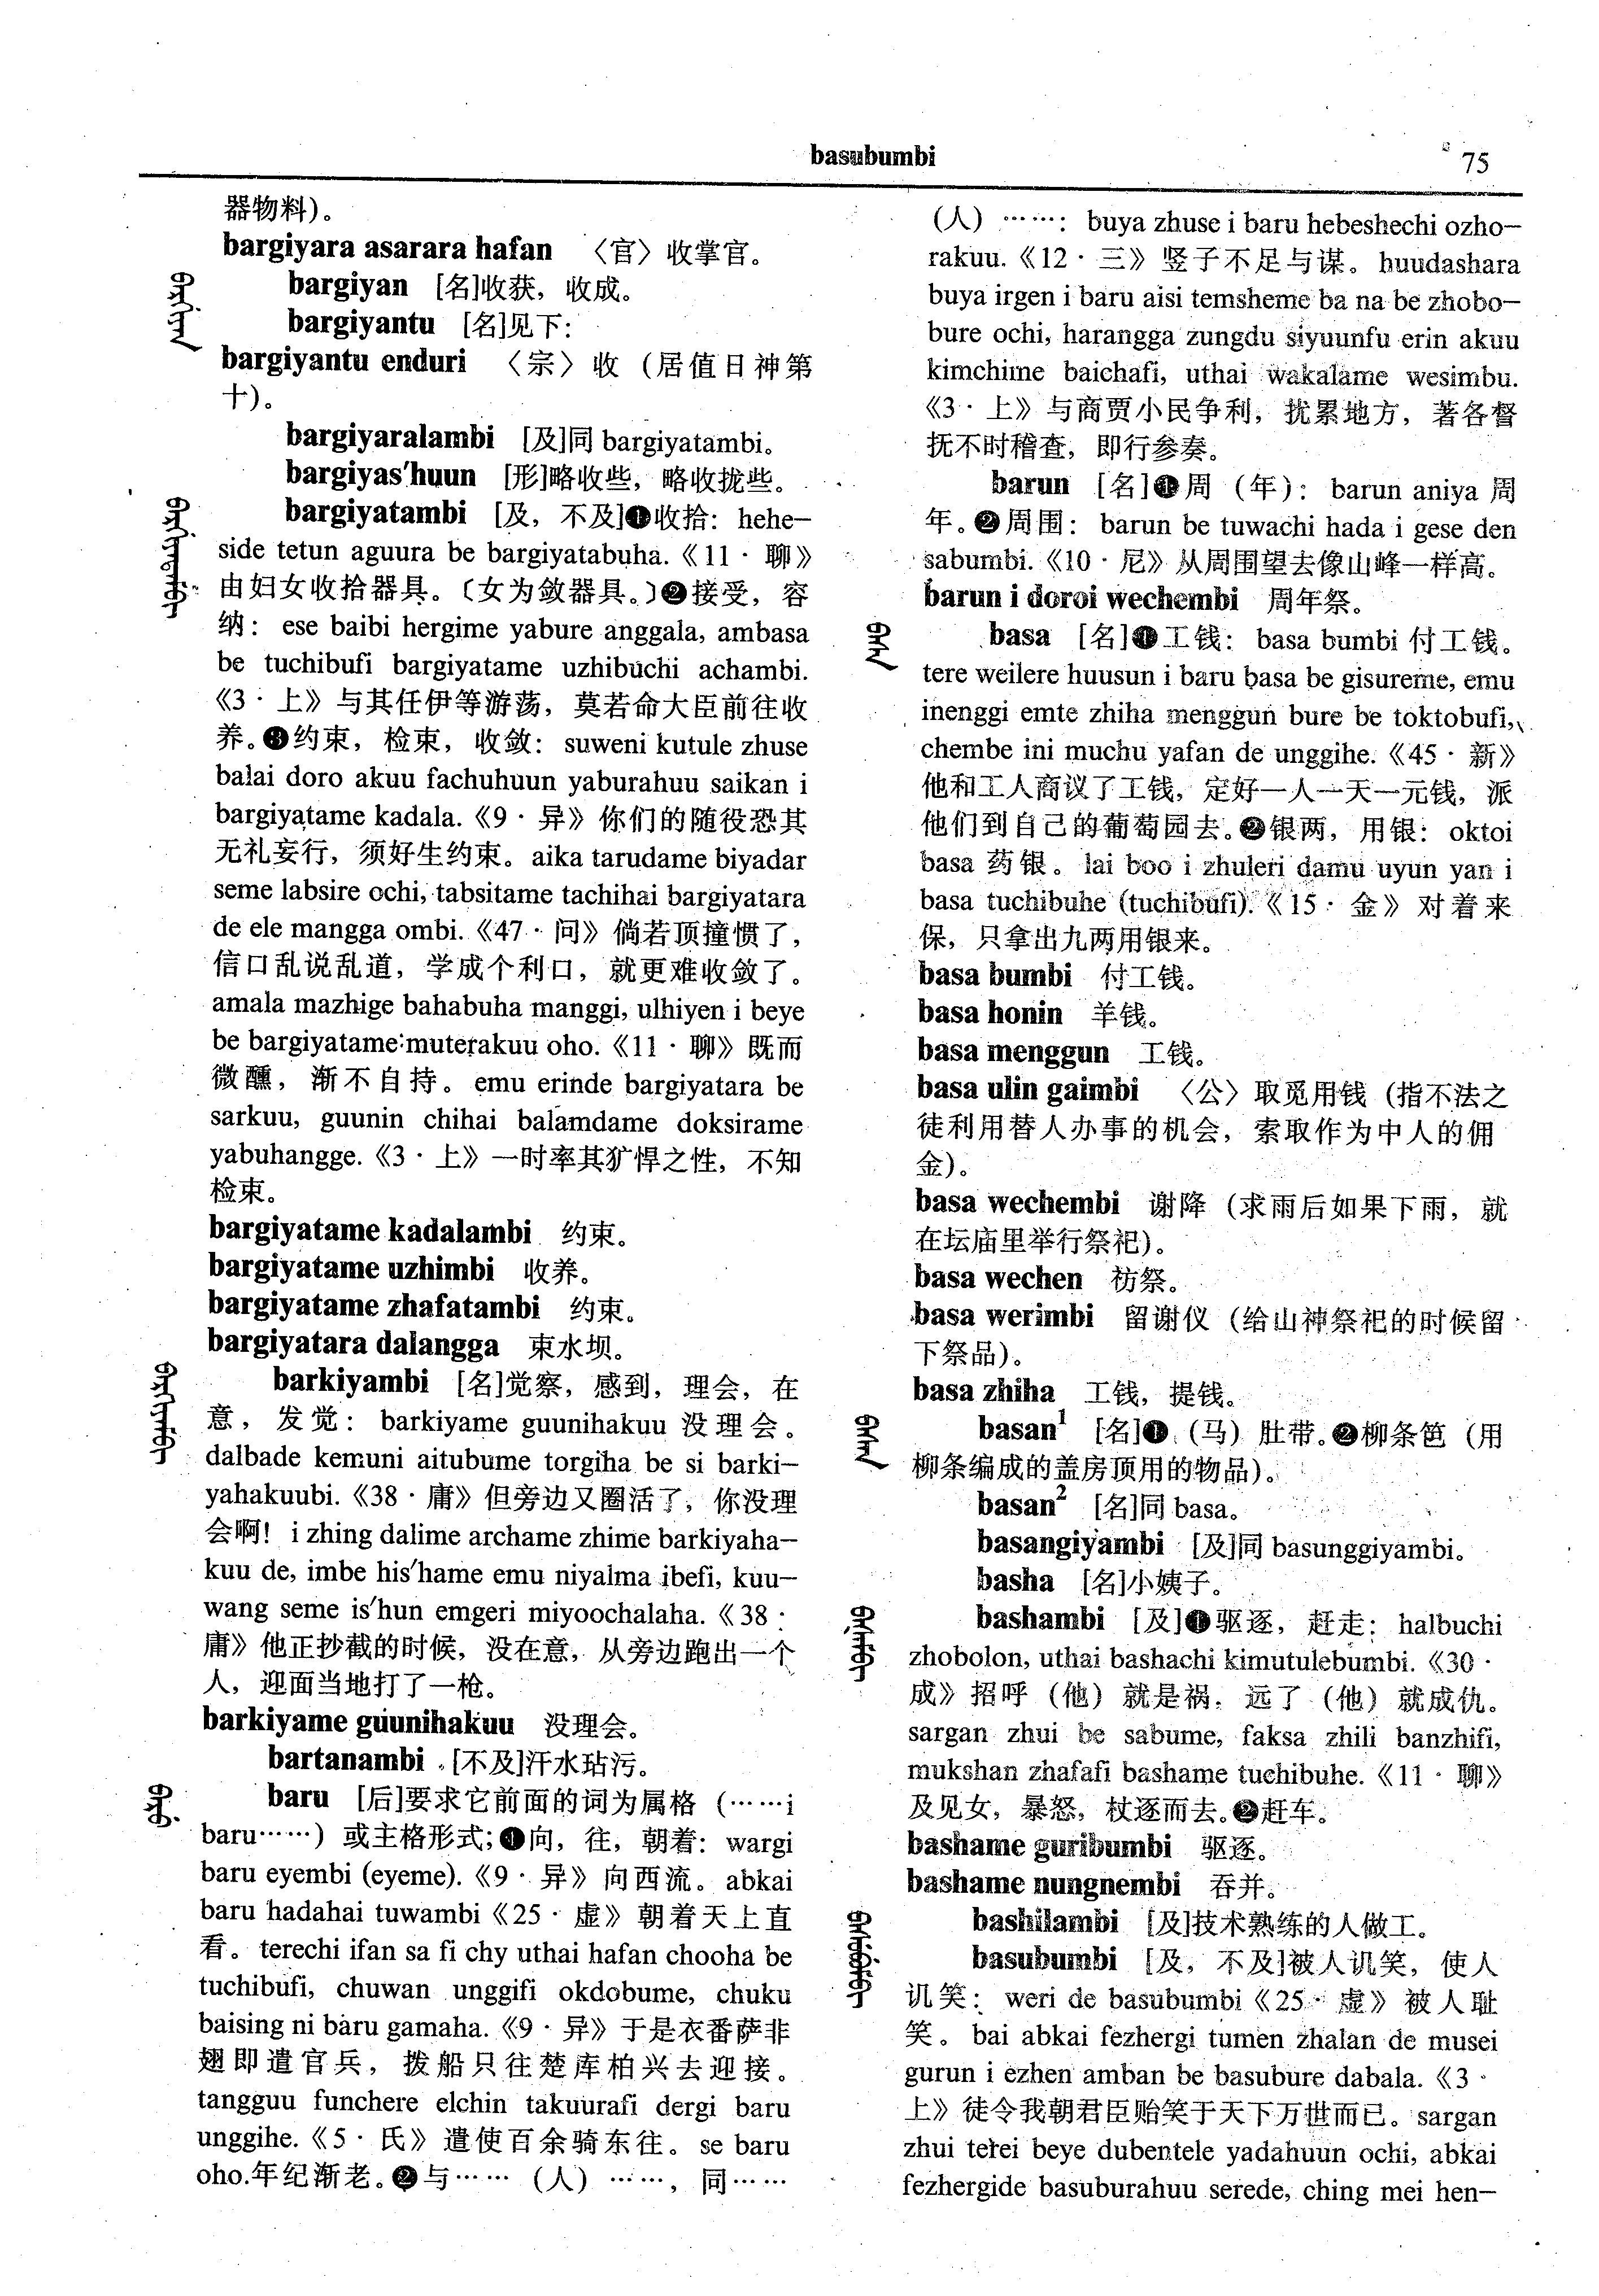 basubumbi
75
器物料)。
bargiyara asarara hafan 〈官〉收掌官。
bargiyan [名]收获，收成。
bargiyantu [名]见下:
bargiyantu enduri 〈宗〉收 (居值日神第
十)。
bargiyaralambi [及]同 bargiyatambi。
bargiyas'huun [形]略收些，略收拢些。
bargiyatambi [及，不及]❶收拾: hehe-
side tetun aguura be bargiyatabuha.《11·聊》
由妇女收拾器具。〔女为敛器具。〕❷接受，容
纳: ese baibi hergime yabure anggala, ambasa
be tuchibufi bargiyatame uzhibuchi achambi.
《3·上》与其任伊等游荡，莫若命大臣前往收
养。❸约束，检束，收敛: suweni kutule zhuse
balai doro akuu fachuhuun yaburahuu saikan i
bargiyatame kadala.《9·异》你们的随役恐其
无礼妄行，须好生约束。aika tarudame biyadar
seme labsire ochi, tabsitame tachihai bargiyatara
de ele mangga ombi.《47·问》倘若顶撞惯了，
信口乱说乱道，学成个利口，就更难收敛了。
amala mazhige bahabuha manggi, ulhiyen i beye
be bargiyatame muterakuu oho.《11·聊》既而
微醺，渐不自持。emu erinde bargiyatara be
sarkuu, guunin chihai balamdame doksirame
yabuhangge.《3·上》一时率其犷悍之性，不知
检束。
bargiyatame kadalambi 约束。
bargiyatame uzhimbi 收养。
bargiyatame zhafatambi 约束。
bargiyatara dalangga 束水坝。
barkiyambi [名]觉察，感到，理会，在
意，发觉: barkiyame guunihakuu 没理会。
dalbade kemuni aitubume torgiha be si barki-
yahakuubi.《38·庸》但旁边又圈活了，你没理
会啊! i zhing dalime archame zhime barkiyaha-
kuu de, imbe his'hame emu niyalma ibefi, kuu-
wang seme is'hun emgeri miyoochalaha.《38·
庸》他正抄截的时候，没在意，从旁边跑出一个
人，迎面当地打了一枪。
barkiyame guunihakuu 没理会。
bartanambi [不及]汗水玷污。
baru [后]要求它前面的词为属格 (……i
baru……) 或主格形式; ❶向，往，朝着: wargi
baru eyembi (eyeme).《9·异》向西流。abkai
baru hadahai tuwambi《25·虚》朝着天上直
看。terechi ifan sa fi chy uthai hafan chooha be
tuchibufi, chuwan unggifi okdobume, chuku
baising ni baru gamaha.《9·异》于是衣番萨非
翅即遣官兵，拨船只往楚库柏兴去迎接。
tangguu funchere elchin takuurafi dergi baru
unggihe.《5·氏》遣使百余骑东往。se baru
oho.年纪渐老。❷与…… (人) ……，同……
(人) ……: buya zhuse i baru hebeshechi ozho-
rakuu.《12·三》竖子不足与谋。huudashara
buya irgen i baru aisi temsheme ba na be zhobo-
bure ochi, harangga zungdu siyuunfu erin akuu
kimchime baichafi, uthai wakalame wesimbu.
《3·上》与商贾小民争利，扰累地方，著各督
抚不时稽查，即行参奏。
barun [名]❶周 (年): barun aniya 周
年。❷周围: barun be tuwachi hada i gese den
sabumbi.《10·尼》从周围望去像山峰一样高。
barun i doroi wechembi 周年祭。
basa [名]❶工钱: basa bumbi 付工钱。
tere weilere huusun i baru basa be gisureme, emu
inenggi emte zhiha menggun bure be toktobufi,
chembe ini muchu yafan de unggihe.《45·新》
他和工人商议了工钱，定好一人一天一元钱，派
他们到自己的葡萄园去。❷银两，用银: oktoi
basa 药银。lai boo i zhuleri damu uyun yan i
basa tuchibuhe (tuchibufi).《15·金》对着来
保，只拿出九两用银来。
basa bumbi 付工钱。
basa honin 羊钱。
basa menggun 工钱。
basa ulin gaimbi 〈公〉取觅用钱 (指不法之
徒利用替人办事的机会，索取作为中人的佣
金)。
basa wechembi 谢降 (求雨后如果下雨，就
在坛庙里举行祭祀)。
basa wechen 祊祭。
basa werimbi 留谢仪 (给山神祭祀的时候留
下祭品)。
basa zhiha 工钱，提钱。
basan¹ [名]❶ (马) 肚带。❷柳条笆 (用
柳条编成的盖房顶用的物品)。
basan² [名]同 basa。
basangiyambi [及]同 basunggiyambi。
basha [名]小姨子。
bashambi [及]❶驱逐，赶走: halbuchi
zhobolon, uthai bashachi kimutulebumbi.《30·
成》招呼 (他) 就是祸，远了 (他) 就成仇。
sargan zhui be sabume, faksa zhili banzhifi,
mukshan zhafafi bashame tuchibuhe.《11·聊》
及见女，暴怒，杖逐而去。❷赶车。
bashame guribumbi 驱逐。
bashame nungnembi 吞并。
bashilambi [及]技术熟练的人做工。
basubumbi [及，不及]被人讥笑，使人
讥笑: weri de basubumbi《25·虚》被人耻
笑。bai abkai fezhergi tumen zhalan de musei
gurun i ezhen amban be basubure dabala.《3·
上》徒令我朝君臣贻笑于天下万世而已。sargan
zhui terei beye dubentele yadahuun ochi, abkai
fezhergide basuburahuu serede, ching mei hen-